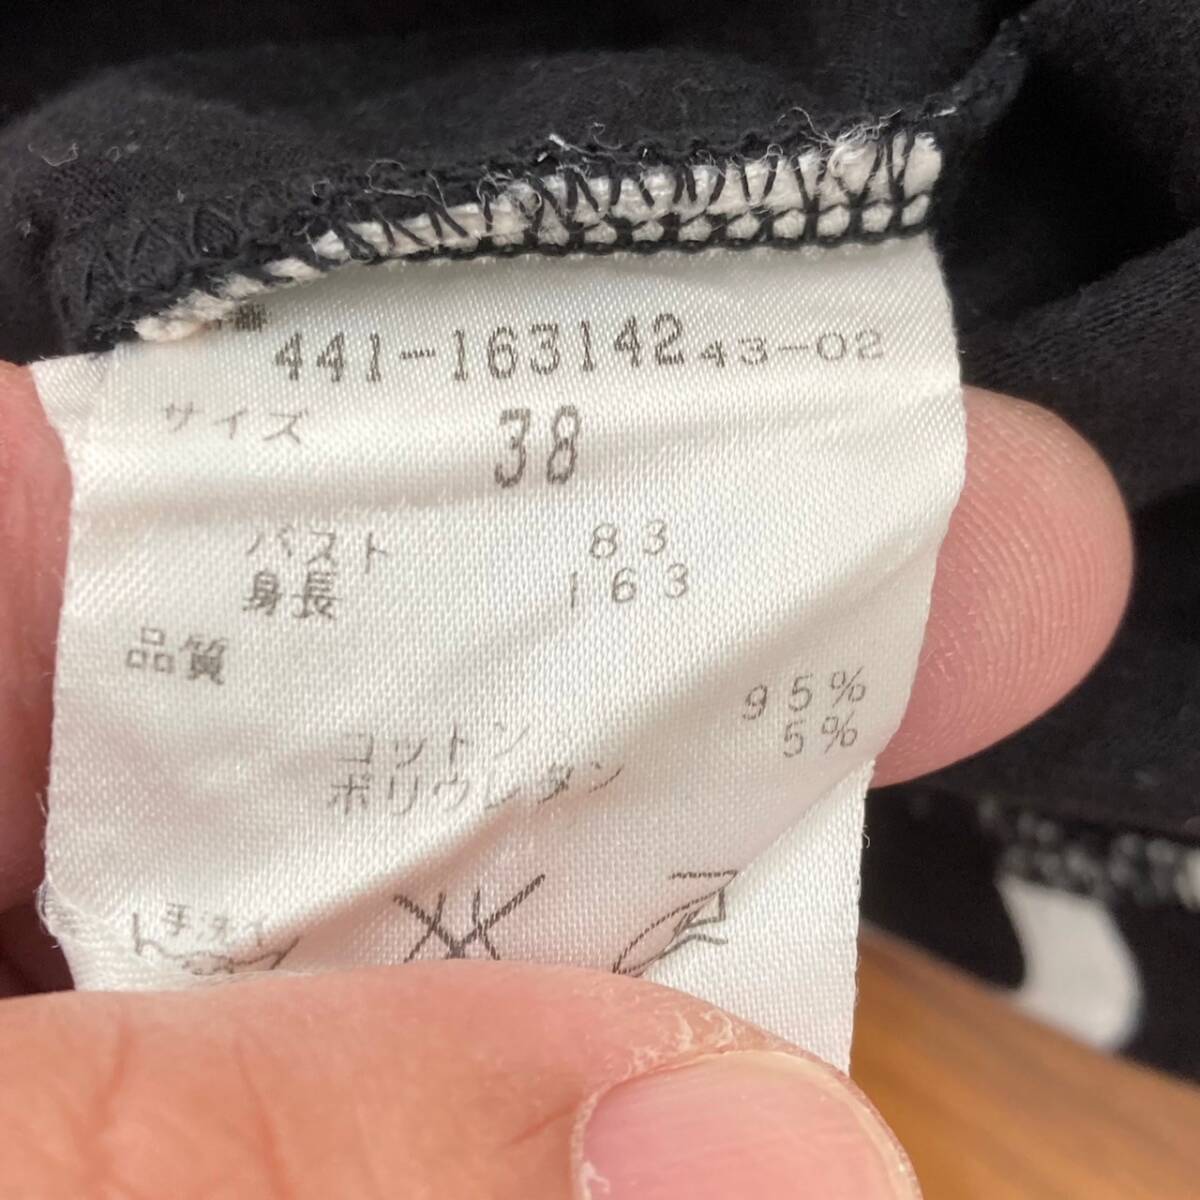 441-163142 43-02
サイズ 38
バスト 83
身長 163
品質
コットン 95%
ポリウレタン 5%